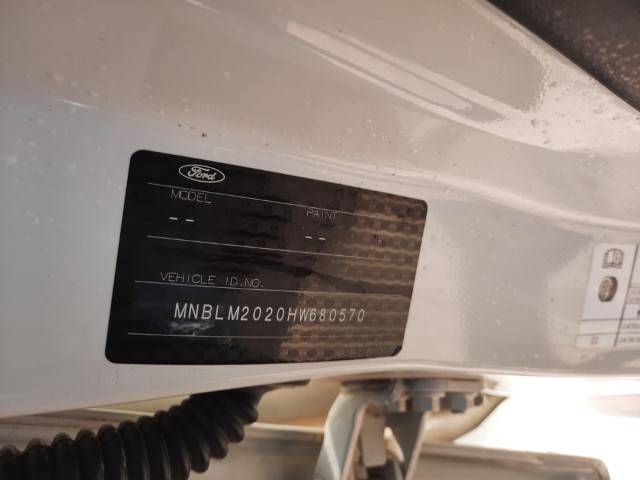 Ford
MODEL
PAINT
-- 
--
VEHICLE ID.NO.
MNBLM2020HW680570